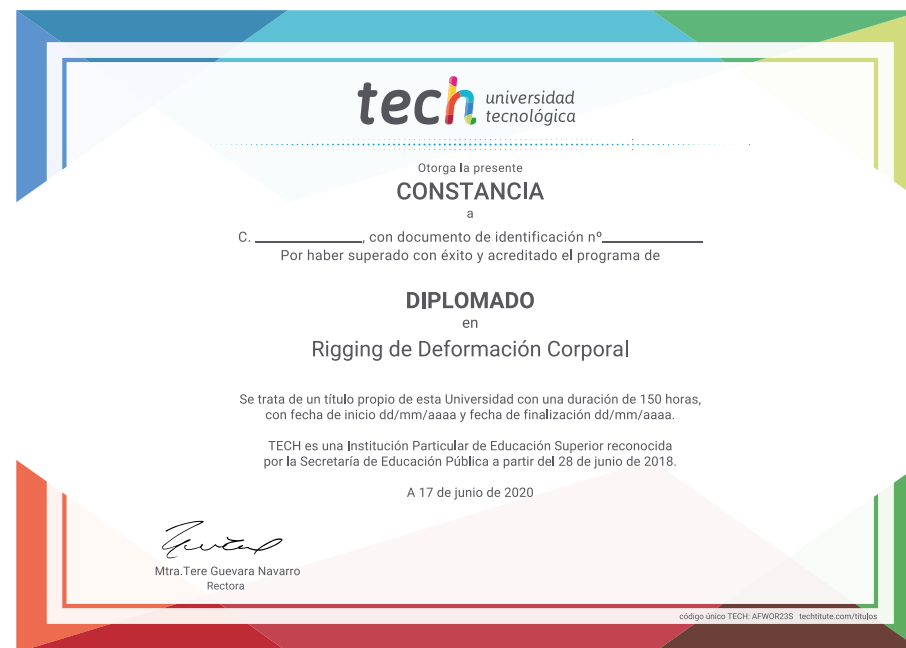 tech universidad
tecnológica
Otorga la presente
CONSTANCIA
a
C. ____________, con documento de identificación nº____________
Por haber superado con éxito y acreditado el programa de
DIPLOMADO
en
Rigging de Deformación Corporal
Se trata de un título propio de esta Universidad con una duración de 150 horas,
con fecha de inicio dd/mm/aaaa y fecha de finalización dd/mm/aaaa.
TECH es una Institución Particular de Educación Superior reconocida
por la Secretaría de Educación Pública a partir del 28 de junio de 2018.
A 17 de junio de 2020
Mtra.Tere Guevara Navarro
Rectora
código único TECH: AFWOR23S techtitute.com/titulos